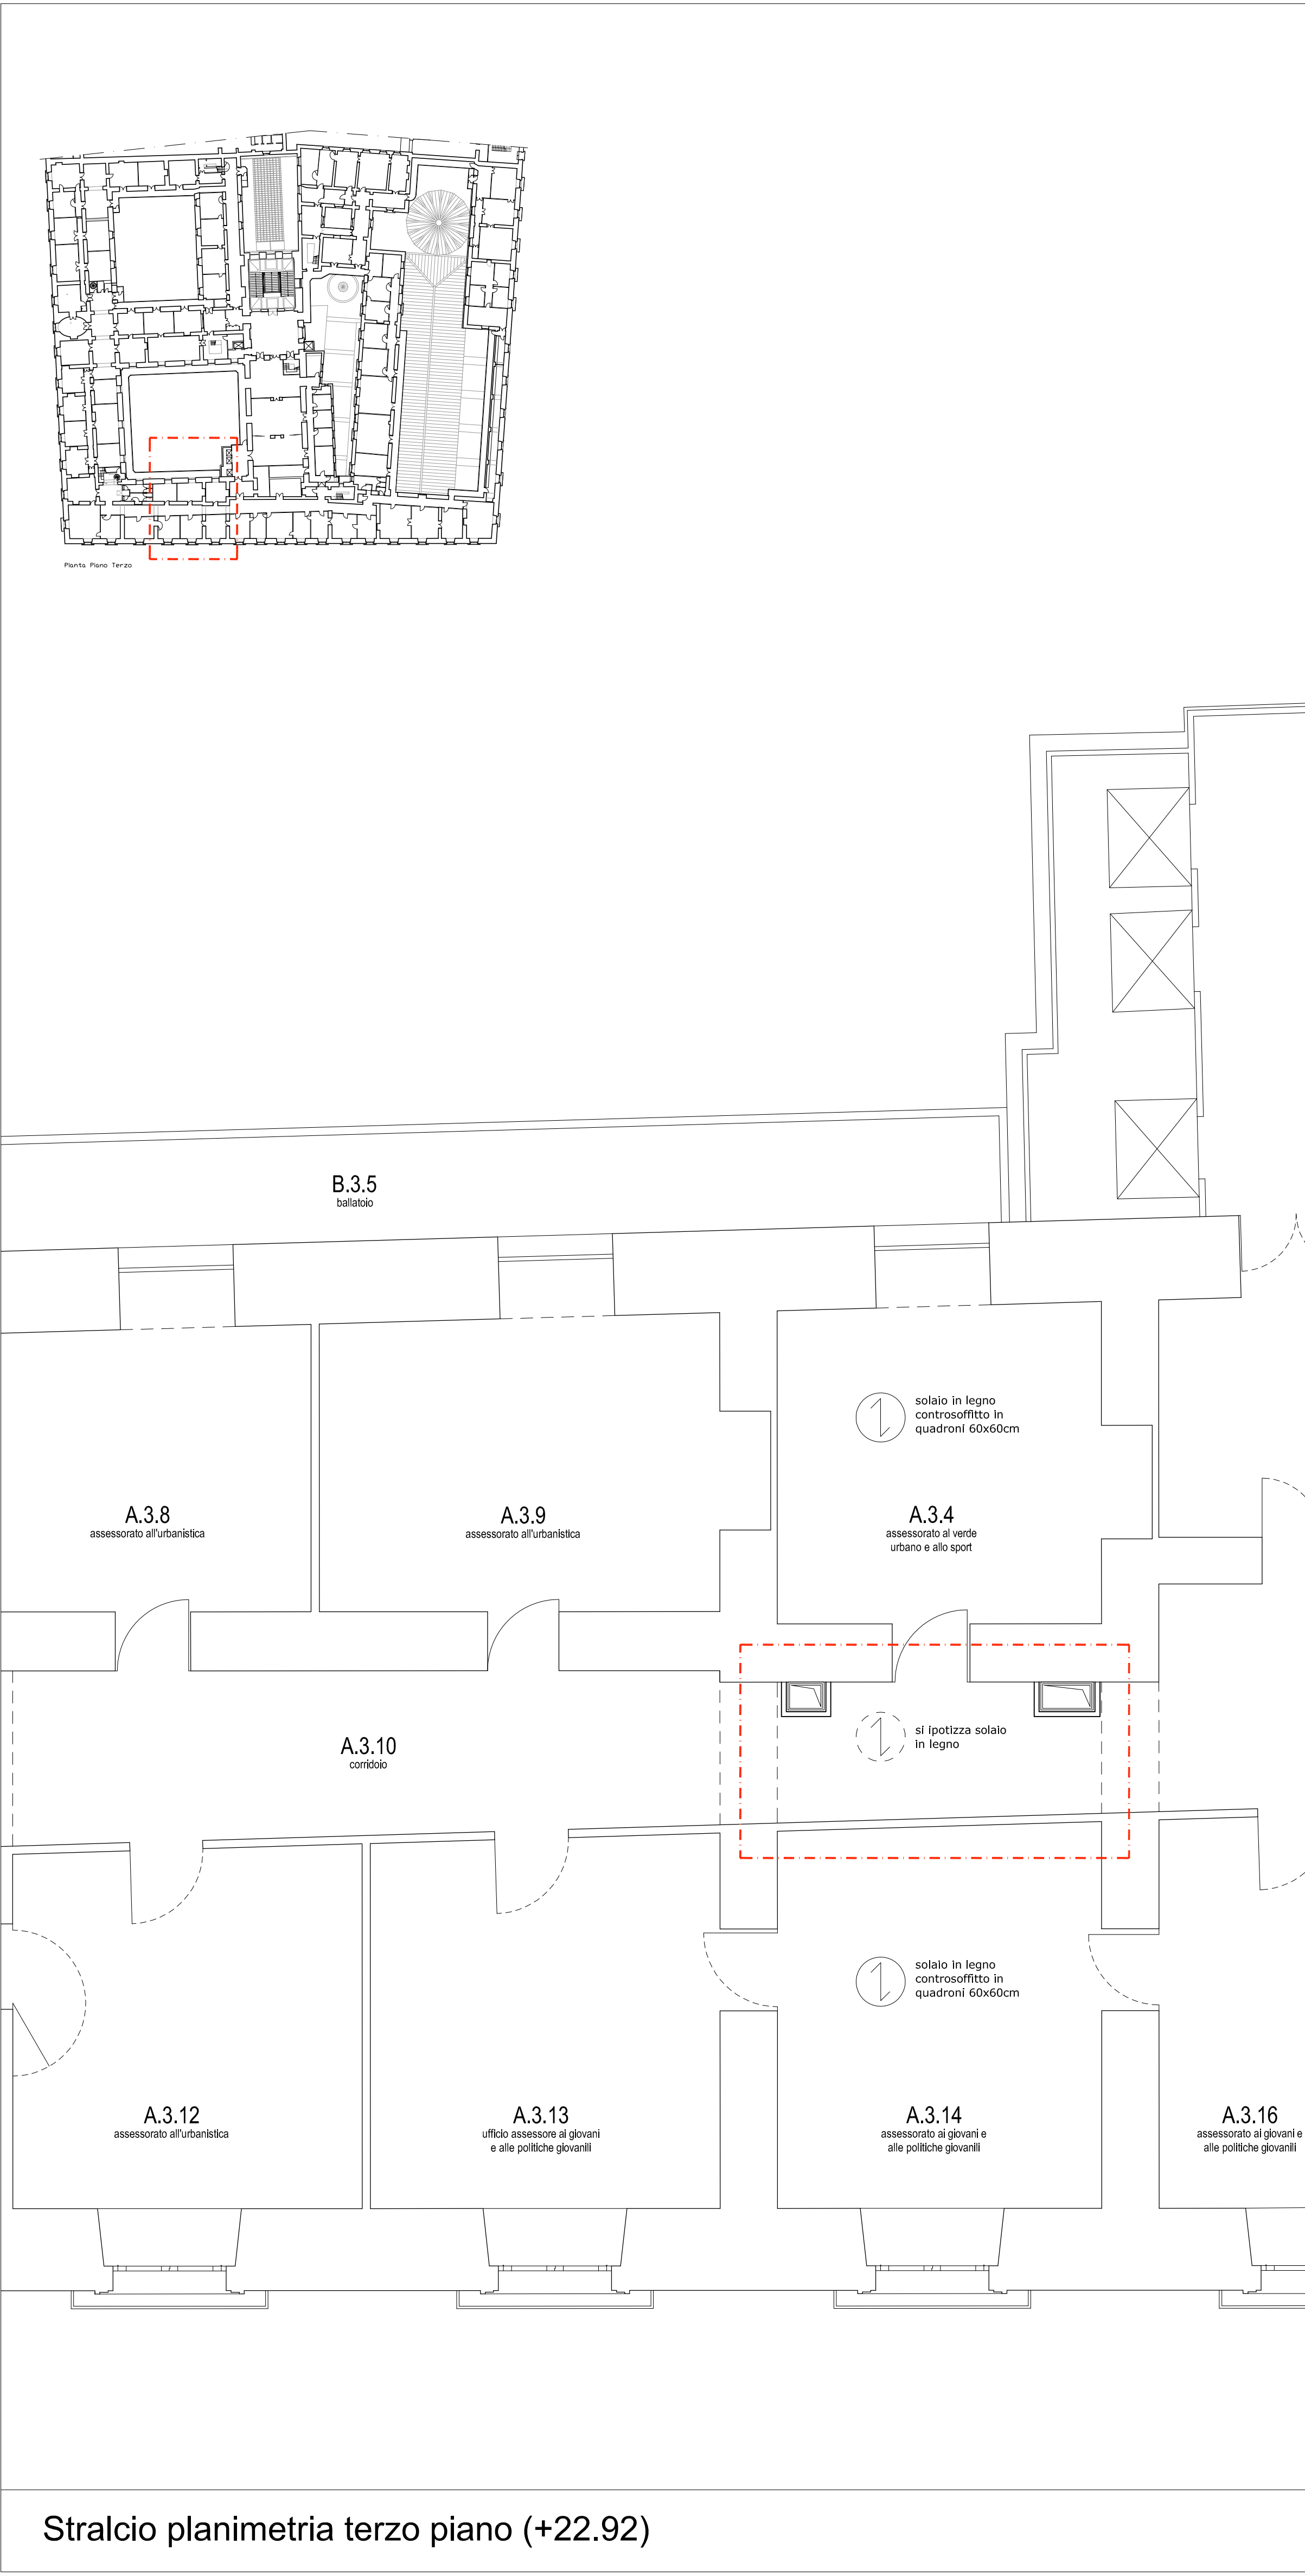 Pianta Piano Terzo
B.3.5
ballatoio
solaio in legno
controsoffitto in
quadroni 60x60cm
A.3.8
assessorato all'urbanistica
A.3.9
assessorato all'urbanistica
A.3.4
assessorato al verde
urbano e allo sport
si ipotizza solaio
in legno
A.3.10
corridoio
solaio in legno
controsoffitto in
quadroni 60x60cm
A.3.12
assessorato all'urbanistica
A.3.13
ufficio assessore ai giovani
e alle politiche giovanili
A.3.14
assessorato ai giovani e
alle politiche giovanili
A.3.16
assessorato ai giovani e
alle politiche giovanili
Stralcio planimetria terzo piano (+22.92)